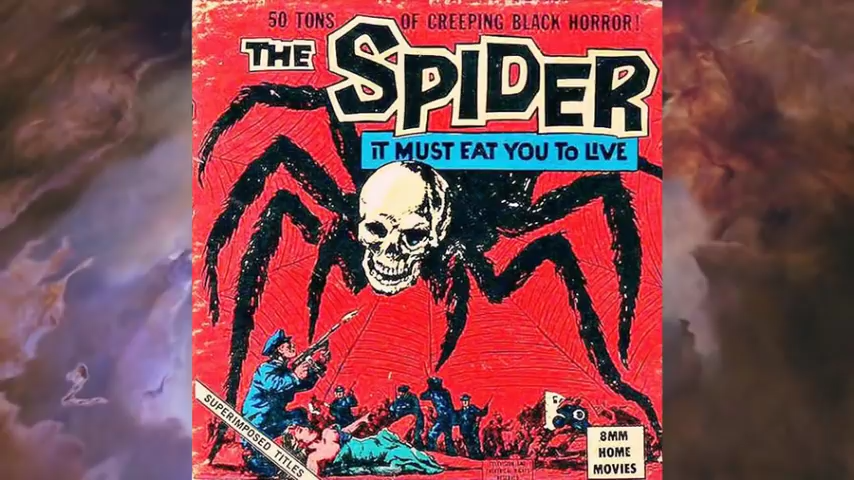 50 TONS OF CREEPING BLACK HORROR!
THE SPIDER
IT MUST EAT YOU TO LIVE
SUPERIMPOSED TITLES
8MM
HOME
MOVIES